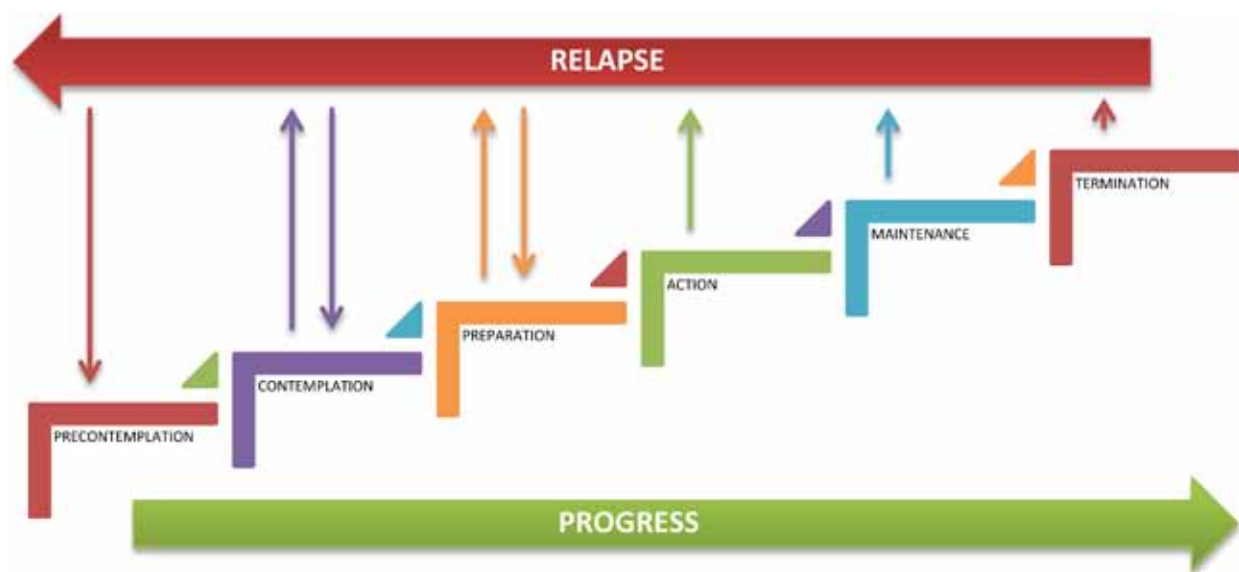 RELAPSE
TERMINATION
MAINTENANCE
ACTION
PREPARATION
CONTEMPLATION
PRECONTEMPLATION
PROGRESS